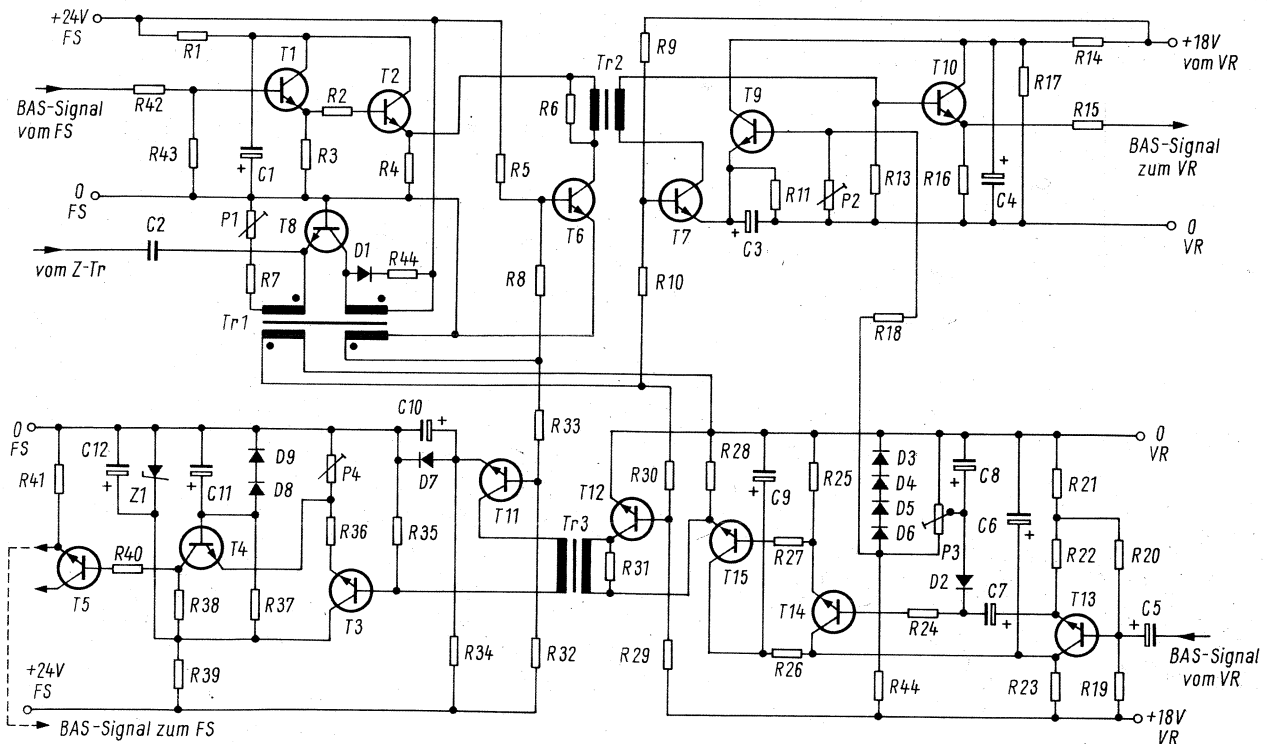 +24V
FS
R1
T1
T2
R2
BAS-Signal
vom FS
R42
R43
C1
+
R3
R4
R5
R6
Tr2
R9
T9
T10
R14
R17
+18V
vom VR
R15
BAS-Signal
zum VR
0
FS
P1
T8
C2
D1
R44
vom Z-Tr
R7
T6
T7
R8
R10
R11
C3
+
P2
R13
R16
C4
+
0
VR
Tr1
R18
0
FS
C10
+
R33
R41
C12
+
Z1
C11
+
D9
D8
P4
D7
R35
R36
T11
T12
R30
R28
C9
+
R25
D3
D4
D5
D6
P3
C8
C6
+
R21
0
VR
R40
T4
T5
R38
R37
T3
Tr3
R31
T15
R27
T14
R24
D2
C7
+
R22
R20
T13
C5
+
BAS-Signal
vom VR
+24V
FS
R39
R34
R32
R29
R26
R44
R23
R19
+18V
VR
BAS-Signal zum FS